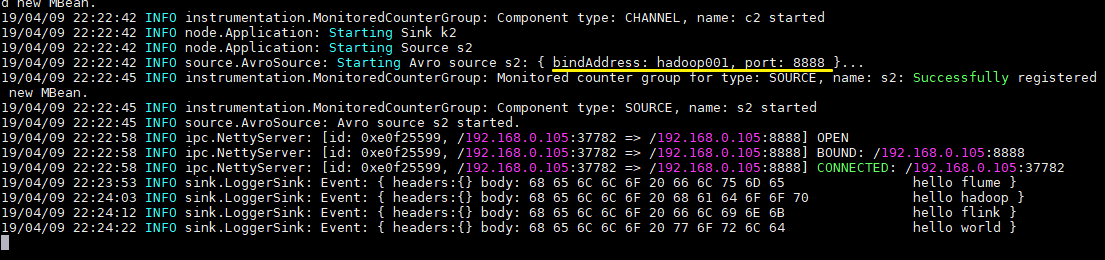 d new MBean.
19/04/09 22:22:42 INFO instrumentation.MonitoredCounterGroup: Component type: CHANNEL, name: c2 started
19/04/09 22:22:42 INFO node.Application: Starting Sink k2
19/04/09 22:22:42 INFO node.Application: Starting Source s2
19/04/09 22:22:42 INFO source.AvroSource: Starting Avro source s2: { bindAddress: hadoop001, port: 8888 }...
19/04/09 22:22:45 INFO instrumentation.MonitoredCounterGroup: Monitored counter group for type: SOURCE, name: s2: Successfully registered
new MBean.
19/04/09 22:22:45 INFO instrumentation.MonitoredCounterGroup: Component type: SOURCE, name: s2 started
19/04/09 22:22:45 INFO source.AvroSource: Avro source s2 started.
19/04/09 22:22:58 INFO ipc.NettyServer: [id: 0xe0f25599, /192.168.0.105:37782 => /192.168.0.105:8888] OPEN
19/04/09 22:22:58 INFO ipc.NettyServer: [id: 0xe0f25599, /192.168.0.105:37782 => /192.168.0.105:8888] BOUND: /192.168.0.105:8888
19/04/09 22:22:58 INFO ipc.NettyServer: [id: 0xe0f25599, /192.168.0.105:37782 => /192.168.0.105:8888] CONNECTED: /192.168.0.105:37782
19/04/09 22:23:53 INFO sink.LoggerSink: Event: { headers:{} body: 68 65 6C 6C 6F 20 66 6C 75 6D 65 hello flume }
19/04/09 22:24:03 INFO sink.LoggerSink: Event: { headers:{} body: 68 65 6C 6C 6F 20 68 61 64 6F 6F 70 hello hadoop }
19/04/09 22:24:12 INFO sink.LoggerSink: Event: { headers:{} body: 68 65 6C 6C 6F 20 66 6C 69 6E 6B hello flink }
19/04/09 22:24:22 INFO sink.LoggerSink: Event: { headers:{} body: 68 65 6C 6C 6F 20 77 6F 72 6C 64 hello world }